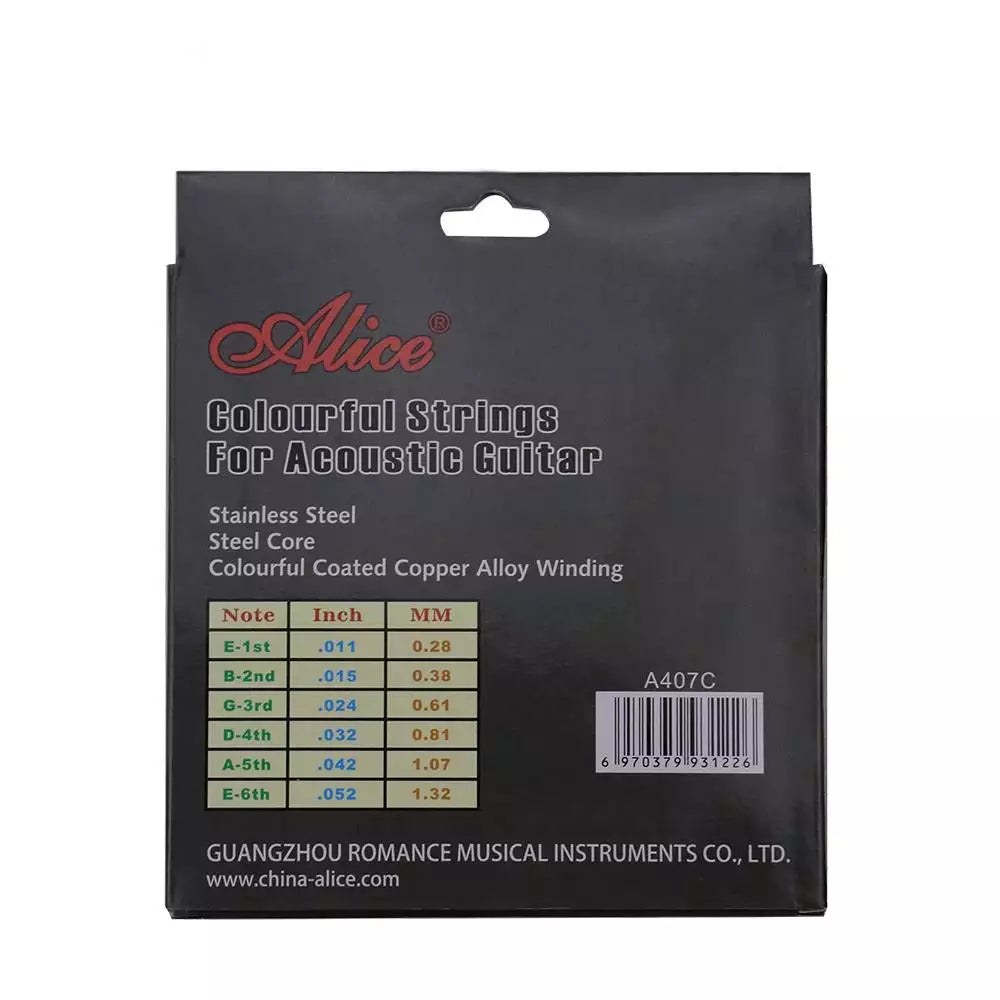 Alice®
Colourful Strings
For Acoustic Guitar
Stainless Steel
Steel Core
Colourful Coated Copper Alloy Winding
Note Inch MM
E-1st .011 0.28
B-2nd .015 0.38
G-3rd .024 0.61
D-4th .032 0.81
A-5th .042 1.07
E-6th .052 1.32
A407C
6 970379 931226
GUANGZHOU ROMANCE MUSICAL INSTRUMENTS CO., LTD.
www.china-alice.com